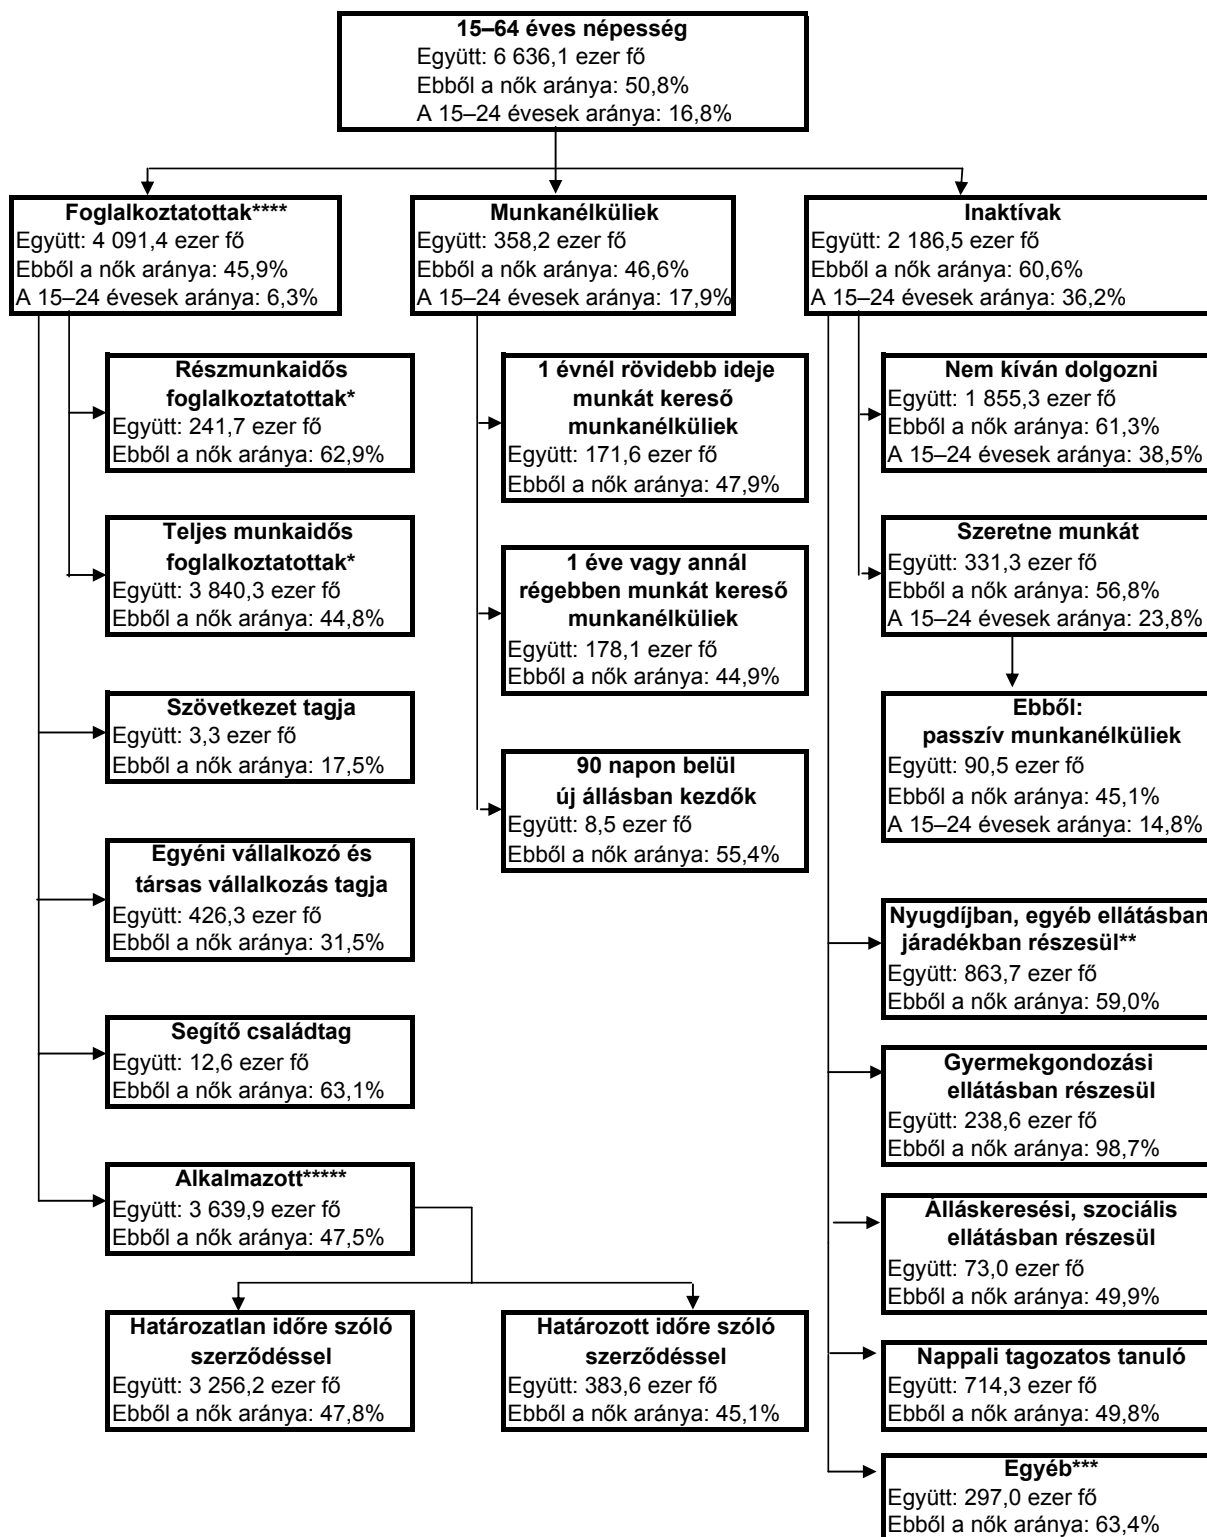 15–64 éves népesség
Együtt: 6 636,1 ezer fő
Ebből a nők aránya: 50,8%
A 15–24 évesek aránya: 16,8%
Foglalkoztatottak****
Együtt: 4 091,4 ezer fő
Ebből a nők aránya: 45,9%
A 15–24 évesek aránya: 6,3%
Részmunkaidős
foglalkoztatottak*
Együtt: 241,7 ezer fő
Ebből a nők aránya: 62,9%
Teljes munkaidős
foglalkoztatottak*
Együtt: 3 840,3 ezer fő
Ebből a nők aránya: 44,8%
Szövetkezet tagja
Együtt: 3,3 ezer fő
Ebből a nők aránya: 17,5%
Egyéni vállalkozó és
társas vállalkozás tagja
Együtt: 426,3 ezer fő
Ebből a nők aránya: 31,5%
Segítő családtag
Együtt: 12,6 ezer fő
Ebből a nők aránya: 63,1%
Alkalmazott*****
Együtt: 3 639,9 ezer fő
Ebből a nők aránya: 47,5%
Határozatlan időre szóló
szerződéssel
Együtt: 3 256,2 ezer fő
Ebből a nők aránya: 47,8%
Határozott időre szóló
szerződéssel
Együtt: 383,6 ezer fő
Ebből a nők aránya: 45,1%
Munkanélküliek
Együtt: 358,2 ezer fő
Ebből a nők aránya: 46,6%
A 15–24 évesek aránya: 17,9%
1 évnél rövidebb ideje
munkát kereső
munkanélküliek
Együtt: 171,6 ezer fő
Ebből a nők aránya: 47,9%
1 éve vagy annál
régebben munkát kereső
munkanélküliek
Együtt: 178,1 ezer fő
Ebből a nők aránya: 44,9%
90 napon belül
új állásban kezdők
Együtt: 8,5 ezer fő
Ebből a nők aránya: 55,4%
Inaktívak
Együtt: 2 186,5 ezer fő
Ebből a nők aránya: 60,6%
A 15–24 évesek aránya: 36,2%
Nem kíván dolgozni
Együtt: 1 855,3 ezer fő
Ebből a nők aránya: 61,3%
A 15–24 évesek aránya: 38,5%
Szeretne munkát
Együtt: 331,3 ezer fő
Ebből a nők aránya: 56,8%
A 15–24 évesek aránya: 23,8%
Ebből:
passzív munkanélküliek
Együtt: 90,5 ezer fő
Ebből a nők aránya: 45,1%
A 15–24 évesek aránya: 14,8%
Nyugdíjban, egyéb ellátásban
járadékban részesül**
Együtt: 863,7 ezer fő
Ebből a nők aránya: 59,0%
Gyermekgondozási
ellátásban részesül
Együtt: 238,6 ezer fő
Ebből a nők aránya: 98,7%
Álláskeresési, szociális
ellátásban részesül
Együtt: 73,0 ezer fő
Ebből a nők aránya: 49,9%
Nappali tagozatos tanuló
Együtt: 714,3 ezer fő
Ebből a nők aránya: 49,8%
Egyéb***
Együtt: 297,0 ezer fő
Ebből a nők aránya: 63,4%